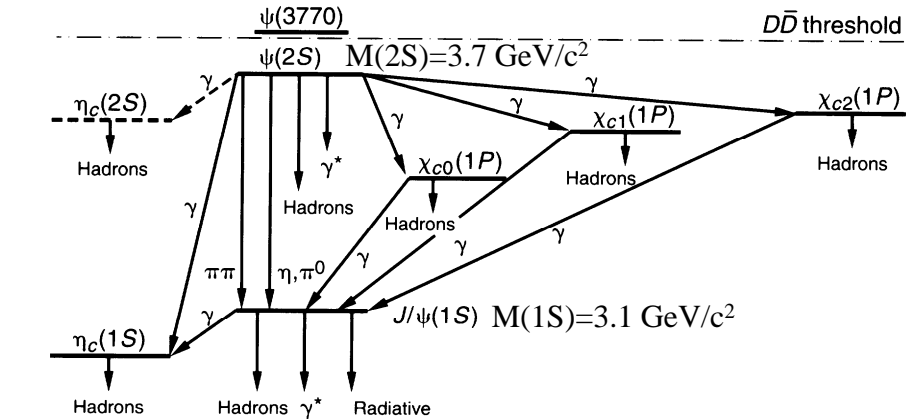 ψ(3770)
DD̅ threshold
ψ(2S) M(2S)=3.7 GeV/c²
γ γ
η_c(2S) γ χ_c1(1P) χ_c2(1P)
γ
Hadrons γ* χ_c0(1P) Hadrons Hadrons
γ Hadrons Hadrons
γ γ γ
ππ η,π⁰
J/ψ(1S) M(1S)=3.1 GeV/c²
γ
η_c(1S)
Hadrons Hadrons γ* Radiative